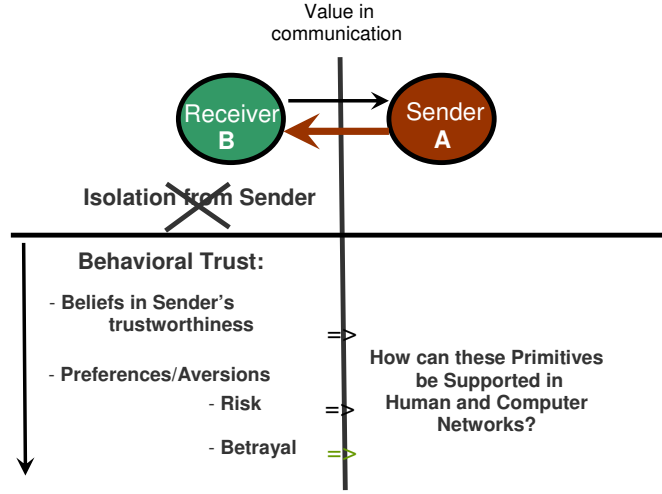 Value in
communication
Receiver
B
Sender
A
Isolation from Sender
Behavioral Trust:
- Beliefs in Sender's
trustworthiness
=>
- Preferences/Aversions
- Risk
=>
- Betrayal
=>
How can these Primitives
be Supported in
Human and Computer
Networks?